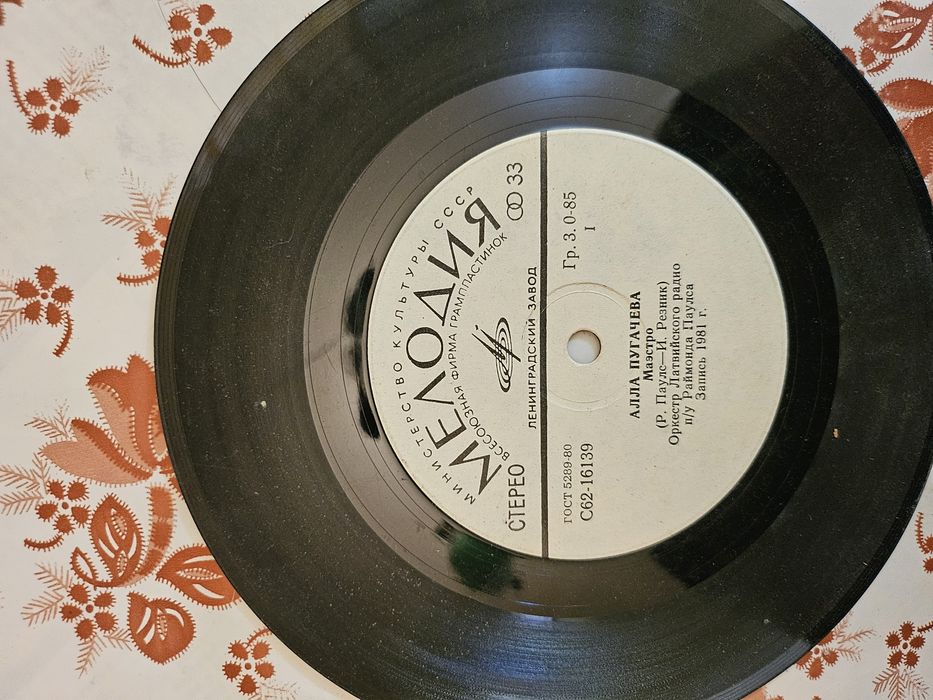 МИНИСТЕРСТВО КУЛЬТУРЫ СССР
МЕЛОДИЯ
ВСЕСОЮЗНАЯ ФИРМА ГРАМПЛАСТИНОК
СТЕРЕО
33
ЛЕНИНГРАДСКИЙ ЗАВОД
ГОСТ 5289-80
С62-16139
Гр. 3. 0-85
I
АЛЛА ПУГАЧЕВА
Маэстро
(Р. Паулс—И. Резник)
Оркестр Латвийского радио
п/у Раймонда Паулса
Запись 1981 г.